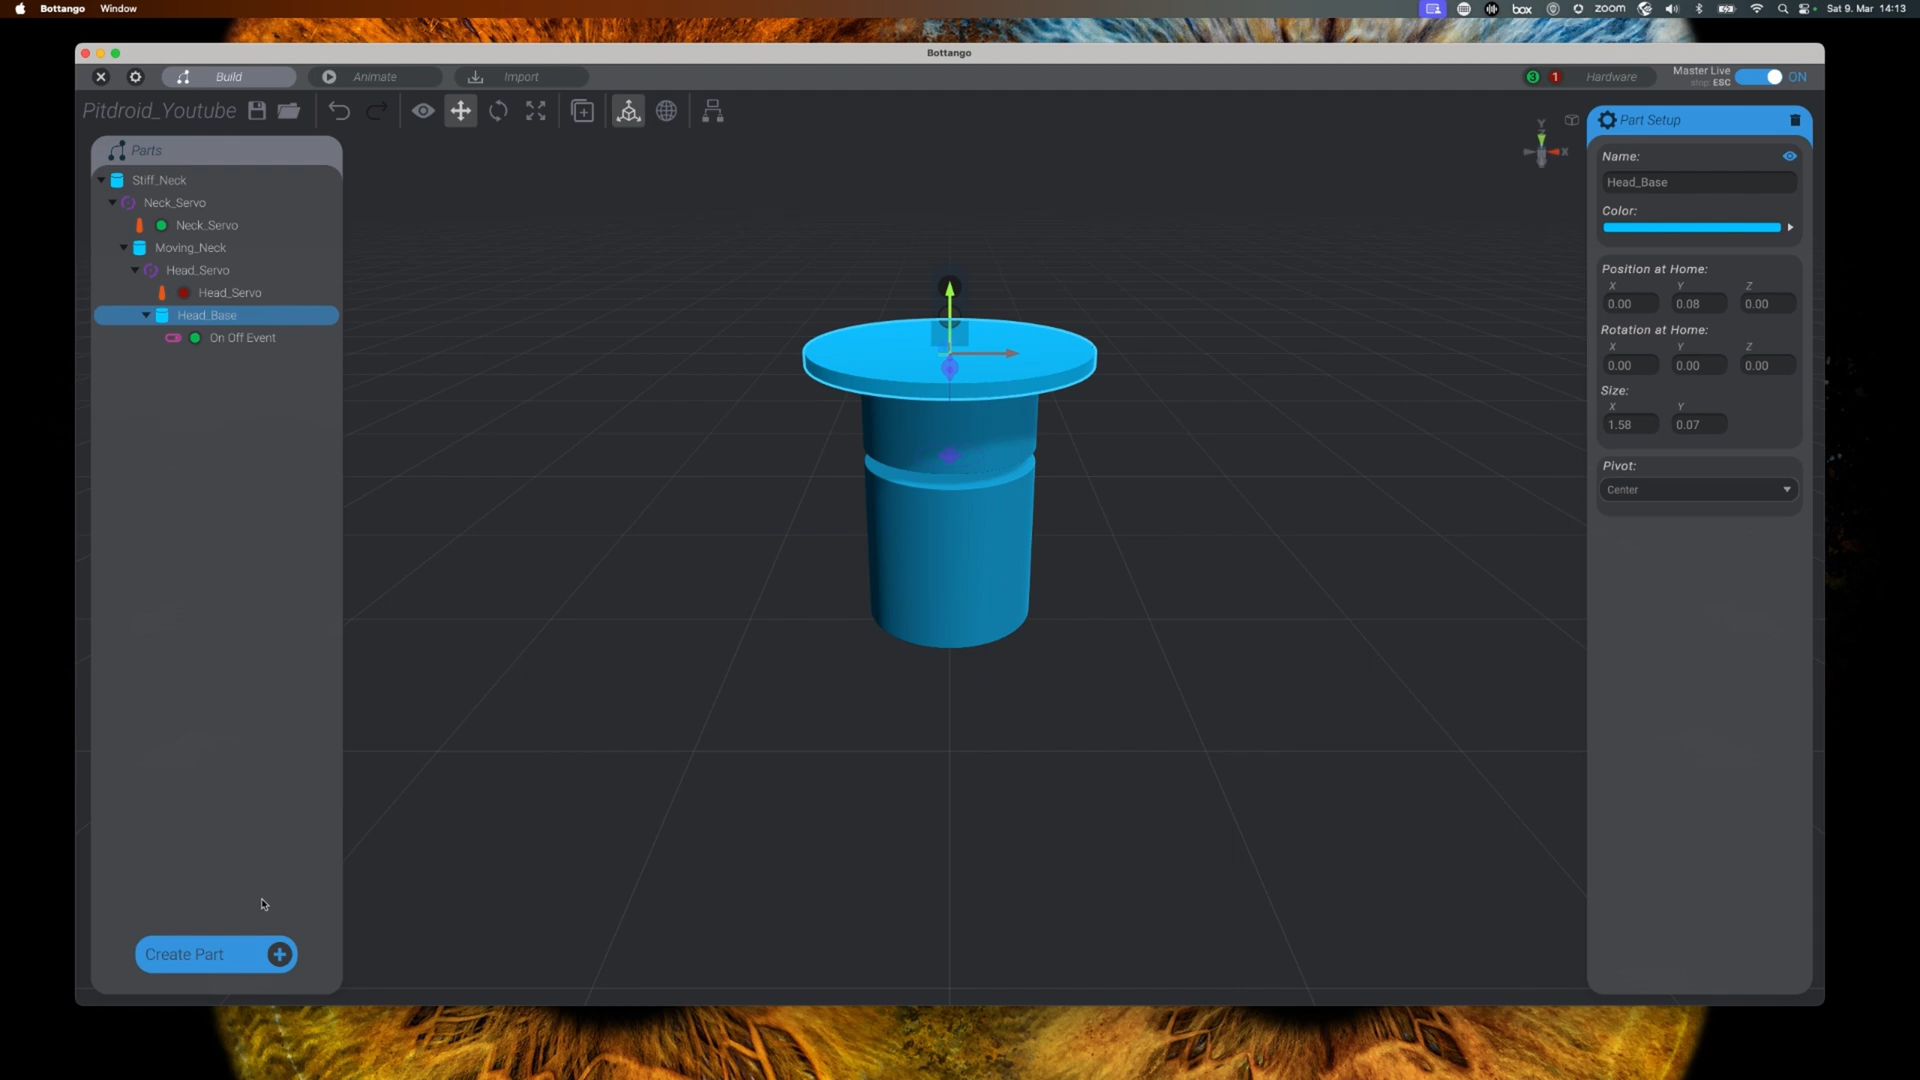 Bottango Window
box
zoom
Sat 9. Mar 14:13
Bottango
Build
Animate
Import
3
1
Hardware
Master Live
stop: ESC
ON
Pitdroid_Youtube
Parts
Stiff_Neck
Neck_Servo
Neck_Servo
Moving_Neck
Head_Servo
Head_Servo
Head_Base
On Off Event
Create Part
Y
X
Part Setup
Name:
Head_Base
Color:
Position at Home:
X Y Z
0.00 0.08 0.00
Rotation at Home:
X Y Z
0.00 0.00 0.00
Size:
X Y
1.58 0.07
Pivot:
Center